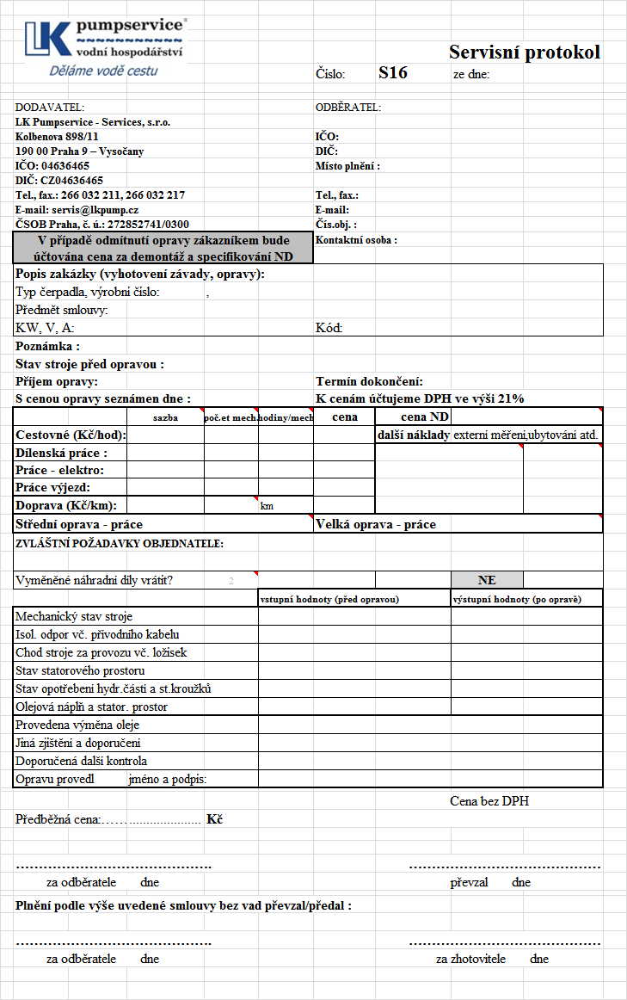 LK pumpservice®
vodní hospodářství
Děláme vodě cestu
Servisní protokol
Číslo: S16 ze dne:
DODAVATEL: ODBĚRATEL:
LK Pumpservice - Services, s.r.o.
Kolbenova 898/11 IČO:
190 00 Praha 9 – Vysočany DIČ:
IČO: 04636465 Místo plnění :
DIČ: CZ04636465
Tel., fax.: 266 032 211, 266 032 217 Tel., fax.:
E-mail: servis@lkpump.cz E-mail:
ČSOB Praha, č. ú.: 272852741/0300 Čís.obj. :
V případě odmítnutí opravy zákazníkem bude Kontaktní osoba :
účtována cena za demontáž a specifikování ND
Popis zakázky (vyhotovení závady, opravy):
Typ čerpadla, výrobní číslo: ,
Předmět smlouvy:
KW, V, A: Kód:
Poznámka :
Stav stroje před opravou :
Příjem opravy: Termín dokončení:
S cenou opravy seznámen dne : K cenám účtujeme DPH ve výši 21%
sazba poč.et mech. hodiny/mech cena cena ND
Cestovné (Kč/hod): další náklady externi měřeni,ubytováni atd.
Dílenská práce :
Práce - elektro:
Práce výjezd:
Doprava (Kč/km): km
Střední oprava - práce Velká oprava - práce
ZVLÁŠTNÍ POŽADAVKY OBJEDNATELE:
Vyměněné náhradni díly vrátit? 2 NE
vstupní hodnoty (před opravou) výstupní hodnoty (po opravě)
Mechanický stav stroje
Isol. odpor vč. přívodního kabelu
Chod stroje za provozu vč. ložisek
Stav statorového prostoru
Stav opotřebeni hydr.části a st.kroužků
Olejová náplň a stator. prostor
Provedena výměna oleje
Jiná zjištěni a doporučeni
Doporučená dalši kontrola
Opravu provedl jméno a podpis:
Cena bez DPH
Předběžná cena:…….................... Kč
………………………………………. ………………………………………
za odběratele dne převzal dne
Plnění podle výše uvedené smlouvy bez vad převzal/předal :
………………………………………. ………………………………………
za odběratele dne za zhotovitele dne